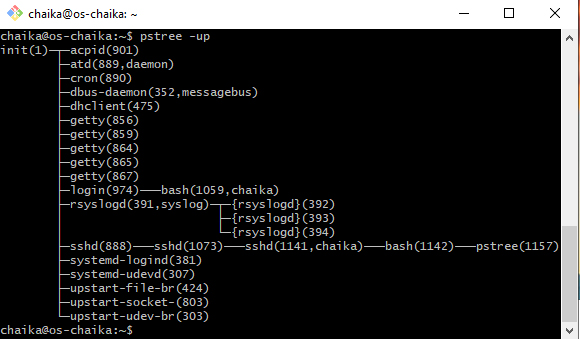 chaika@os-chaika: ~
chaika@os-chaika:~$ pstree -up
init(1)─┬─acpid(901)
        ├─atd(889,daemon)
        ├─cron(890)
        ├─dbus-daemon(352,messagebus)
        ├─dhclient(475)
        ├─getty(856)
        ├─getty(859)
        ├─getty(864)
        ├─getty(865)
        ├─getty(867)
        ├─login(974)───bash(1059,chaika)
        ├─rsyslogd(391,syslog)─┬─{rsyslogd}(392)
        │                      ├─{rsyslogd}(393)
        │                      └─{rsyslogd}(394)
        ├─sshd(888)───sshd(1073)───sshd(1141,chaika)───bash(1142)───pstree(1157)
        ├─systemd-logind(381)
        ├─systemd-udevd(307)
        ├─upstart-file-br(424)
        ├─upstart-socket-(803)
        └─upstart-udev-br(303)
chaika@os-chaika:~$